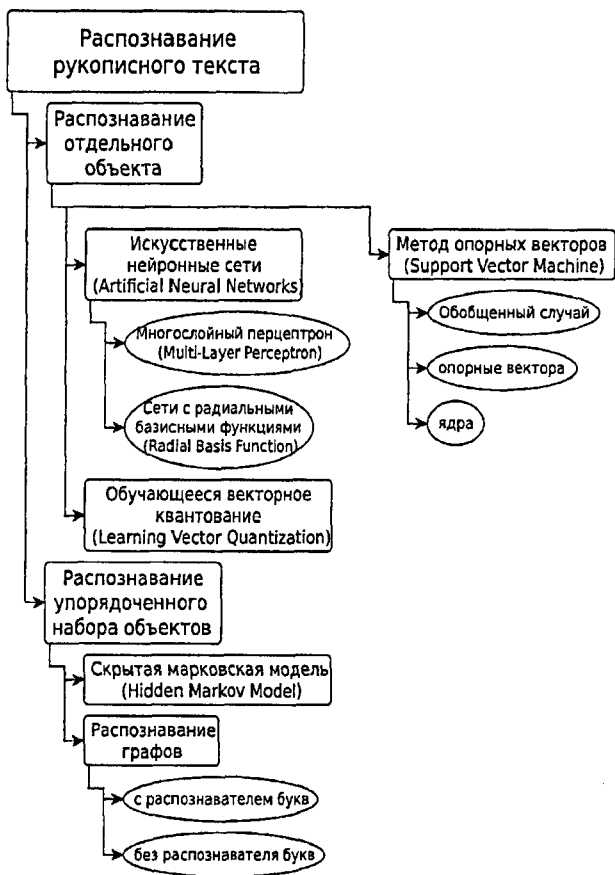 Распознавание
рукописного текста
Распознавание
отдельного
объекта
Искусственные
нейронные сети
(Artificial Neural Networks)
Многослойный перцептрон
(Multi-Layer Perceptron)
Сети с радиальными
базисными функциями
(Radial Basis Function)
Обучающееся векторное
квантование
(Learning Vector Quantization)
Метод опорных векторов
(Support Vector Machine)
Обобщенный случай
опорные вектора
ядра
Распознавание
упорядоченного
набора объектов
Скрытая марковская модель
(Hidden Markov Model)
Распознавание
графов
с распознавателем букв
без распознавателя букв